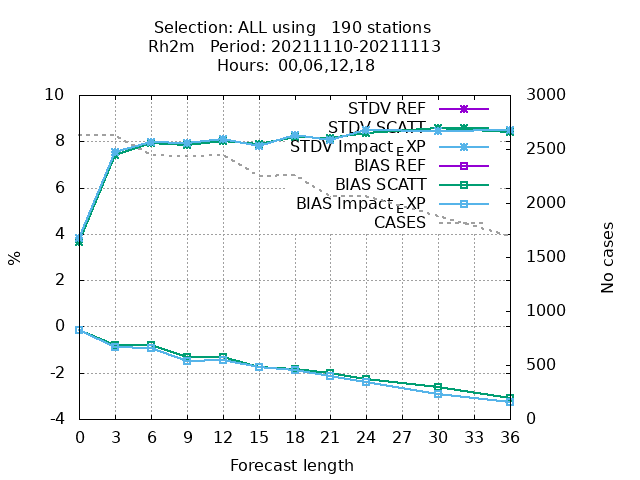 Selection: ALL using   190 stations
Rh2m   Period: 20211110-20211113
Hours:  00,06,12,18
10
8
6
4
2
0
-2
-4
%
3000
2500
2000
1500
1000
500
0
No cases
STDV REF
STDV SCATT
STDV Impact_EXP
BIAS REF
BIAS SCATT
BIAS Impact_EXP
CASES
0 3 6 9 12 15 18 21 24 27 30 33 36
Forecast length